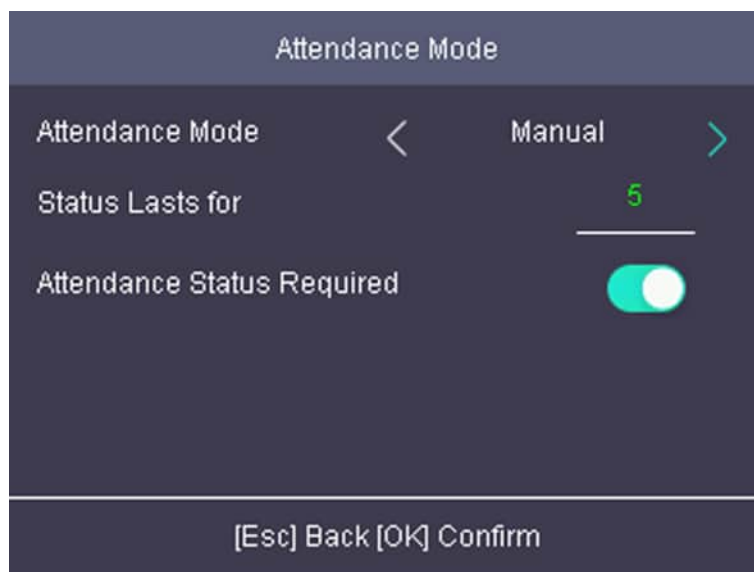 Attendance Mode
Attendance Mode < Manual >
Status Lasts for 5
Attendance Status Required
[Esc] Back [OK] Confirm